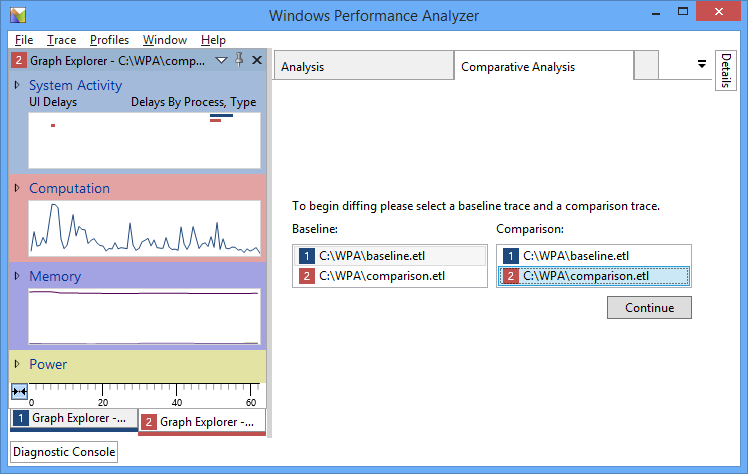 Windows Performance Analyzer
File Trace Profiles Window Help
2 Graph Explorer - C:\WPA\comp...
System Activity
UI Delays Delays By Process, Type
Computation
Memory
Power
0 20 40 60
1 Graph Explorer -...
2 Graph Explorer -...
Diagnostic Console
Analysis
Comparative Analysis
Details
To begin diffing please select a baseline trace and a comparison trace.
Baseline:
1 C:\WPA\baseline.etl
2 C:\WPA\comparison.etl
Comparison:
1 C:\WPA\baseline.etl
2 C:\WPA\comparison.etl
Continue